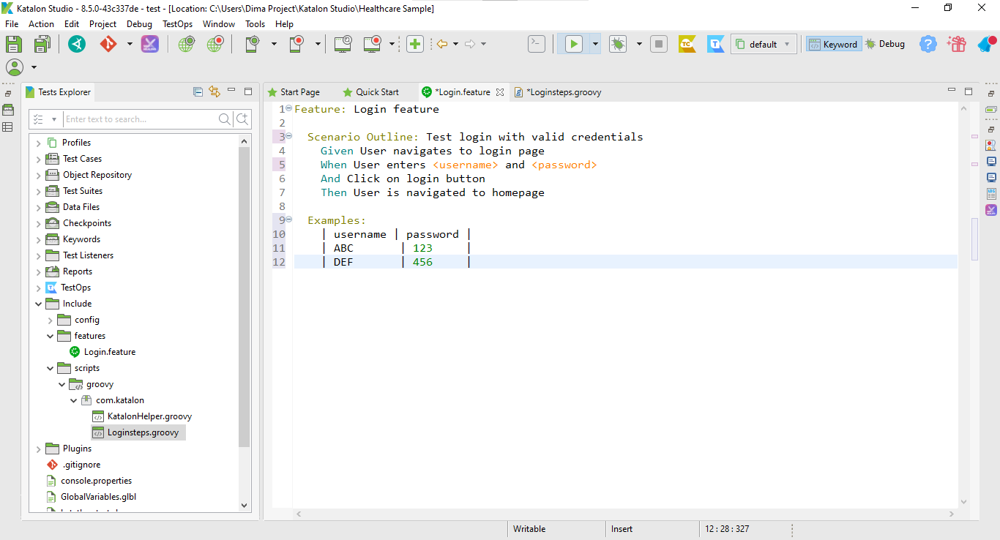 Katalon Studio - 8.5.0-43c337de - test - [Location: C:\Users\Dima Project\Katalon Studio\Healthcare Sample]
File Action Edit Project Debug TestOps Window Tools Help
default Keyword Debug
Tests Explorer
Start Page Quick Start *Login.feature *Loginsteps.groovy
Enter text to search...
Profiles
Test Cases
Object Repository
Test Suites
Data Files
Checkpoints
Keywords
Test Listeners
Reports
TestOps
Include
config
features
Login.feature
scripts
groovy
com.katalon
KatalonHelper.groovy
Loginsteps.groovy
Plugins
.gitignore
console.properties
GlobalVariables.glbl
1 Feature: Login feature
2
3 Scenario Outline: Test login with valid credentials
4 Given User navigates to login page
5 When User enters <username> and <password>
6 And Click on login button
7 Then User is navigated to homepage
8
9 Examples:
10 | username | password |
11 | ABC | 123 |
12 | DEF | 456 |
Writable Insert 12 : 28 : 327